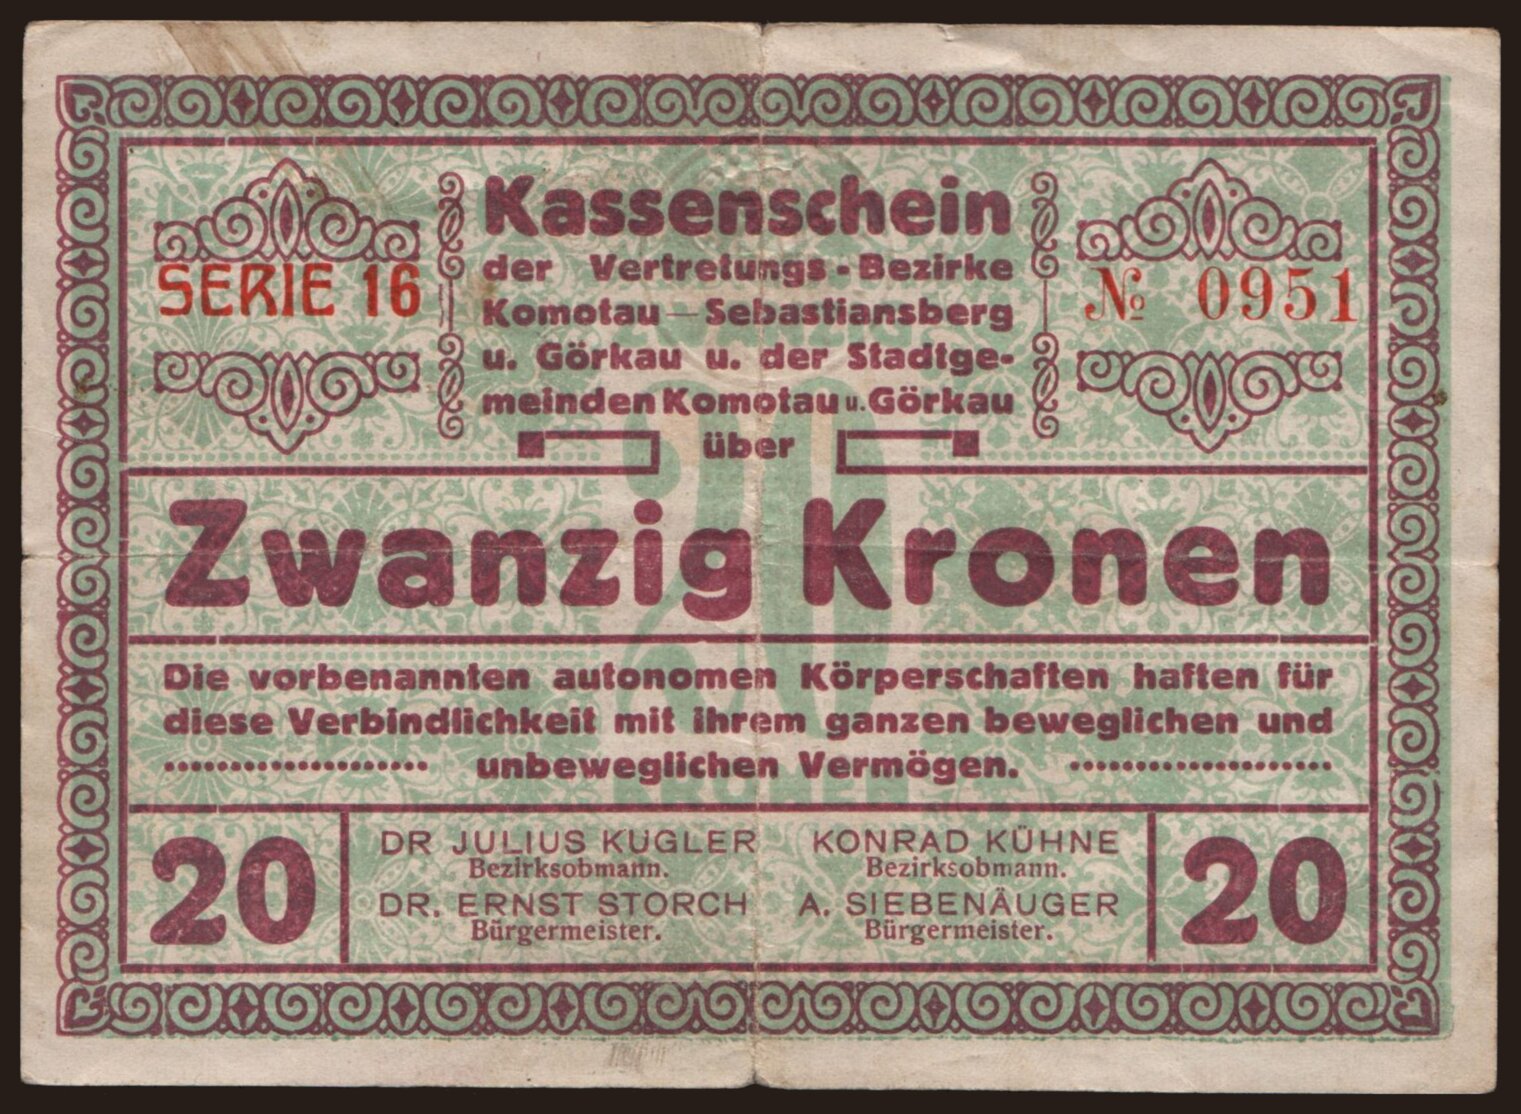 Kassenschein
der Vertretungs-Bezirke
Komotau—Sebastiansberg
u. Görkau u. der Stadtge-
meinden Komotau u. Görkau
über
SERIE 16
№ 0951
Zwanzig Kronen
Die vorbenannten autonomen Körperschaften haften für
diese Verbindlichkeit mit ihrem ganzen beweglichen und
unbeweglichen Vermögen.
20
DR JULIUS KUGLER
Bezirksobmann.
DR. ERNST STORCH
Bürgermeister.
KONRAD KÜHNE
Bezirksobmann.
A. SIEBENÄUGER
Bürgermeister.
20
20
KRONEN